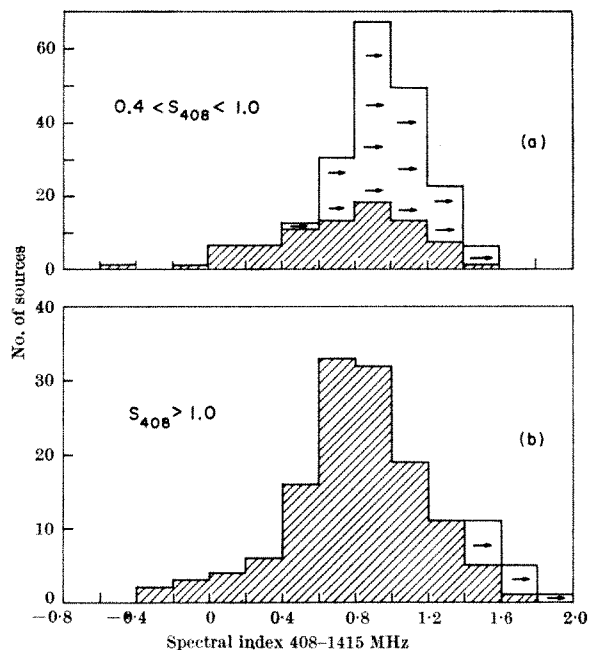 60
40
20
0
0.4 < S408 < 1.0
(a)
No. of sources
40
30
20
10
0
S408 > 1.0
(b)
−0·8 −0·4 0 0·4 0·8 1·2 1·6 2·0
Spectral index 408–1415 MHz